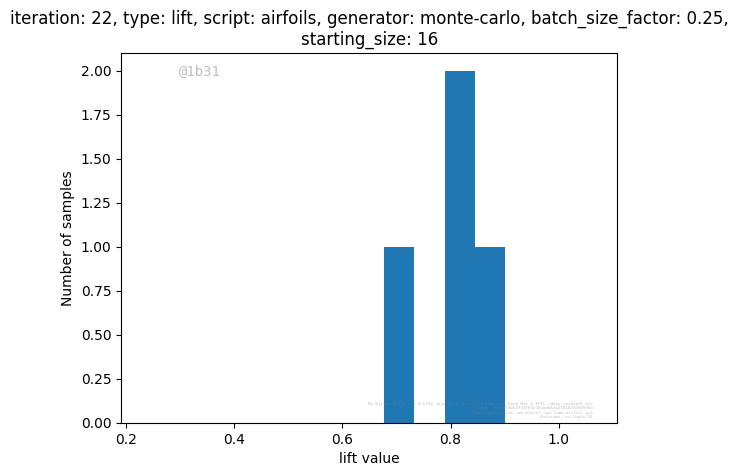 iteration: 22, type: lift, script: airfoils, generator: monte-carlo, batch_size_factor: 0.25,
starting_size: 16
@1b31
2.00
1.75
1.50
1.25
1.00
0.75
0.50
0.25
0.00
Number of samples
0.2 0.4 0.6 0.8 1.0
lift value